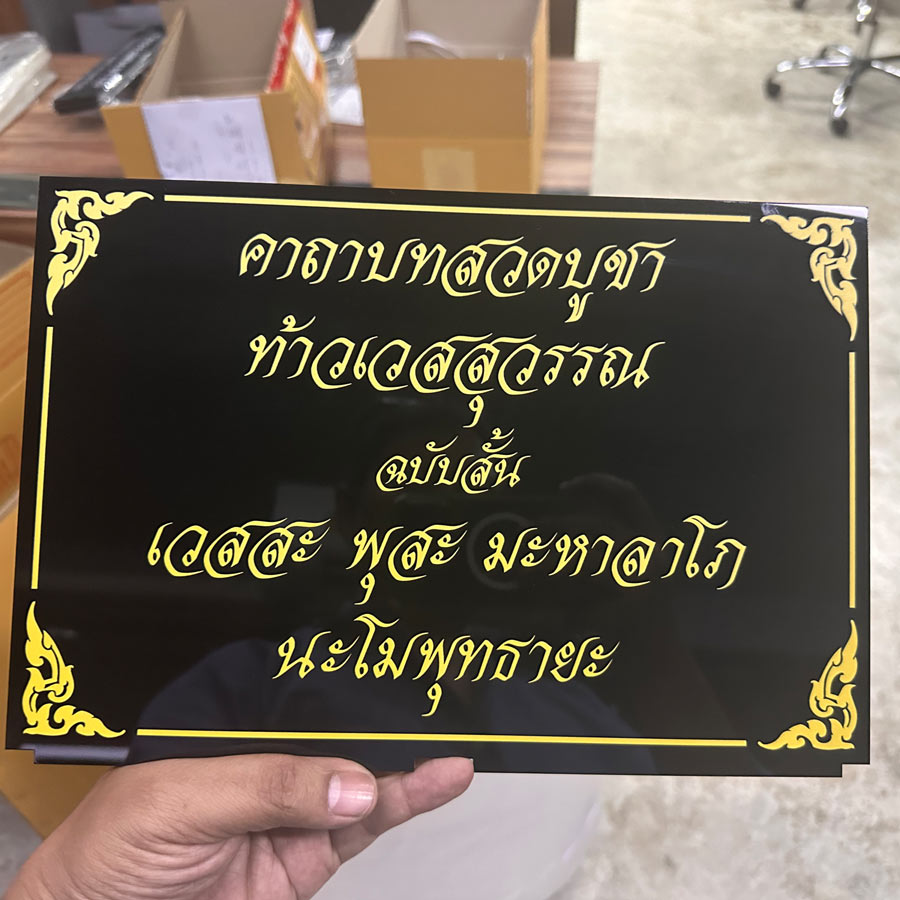 คาถาบทสวดบูชา
ท้าวเวสสุวรรณ
ฉบับสั้น
เวสสะ พุสะ มะหาลาโภ
นะโมพุทธายะ